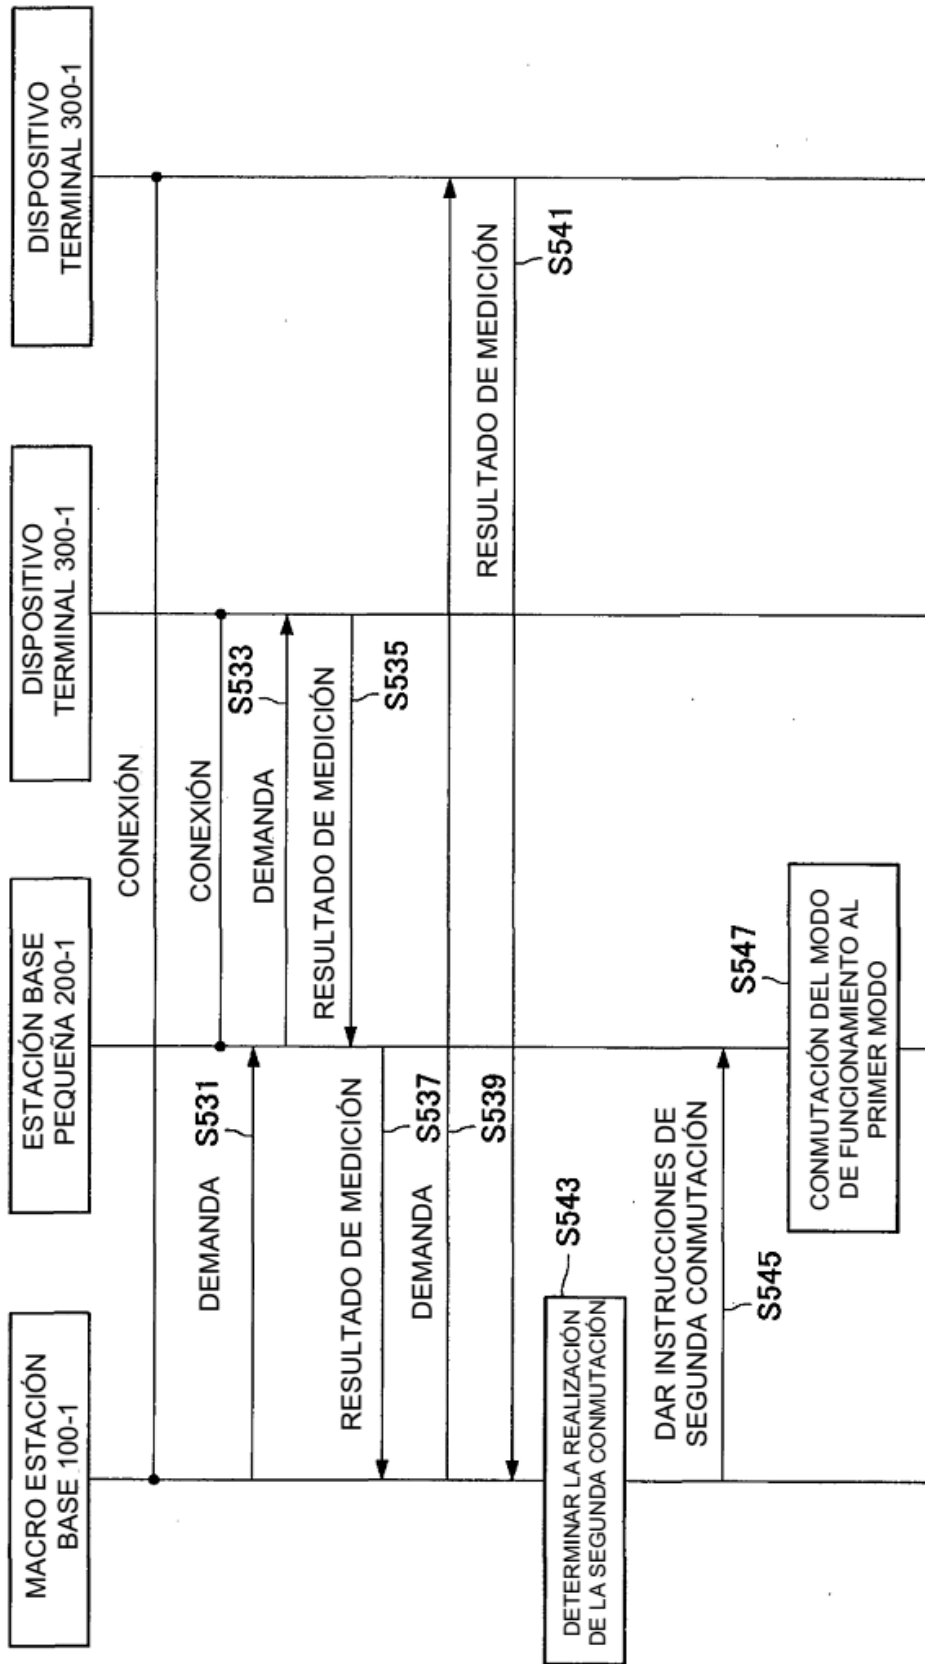 MACRO ESTACIÓN
BASE 100-1
ESTACIÓN BASE
PEQUEÑA 200-1
DISPOSITIVO
TERMINAL 300-1
DISPOSITIVO
TERMINAL 300-1
CONEXIÓN
CONEXIÓN
DEMANDA
S531
DEMANDA
S533
RESULTADO DE MEDICIÓN
S535
RESULTADO DE MEDICIÓN
S537
DEMANDA
S539
RESULTADO DE MEDICIÓN
S541
DETERMINAR LA REALIZACIÓN
DE LA SEGUNDA CONMUTACIÓN
S543
DAR INSTRUCCIONES DE
SEGUNDA CONMUTACIÓN
S545
CONMUTACIÓN DEL MODO
DE FUNCIONAMIENTO AL
PRIMER MODO
S547